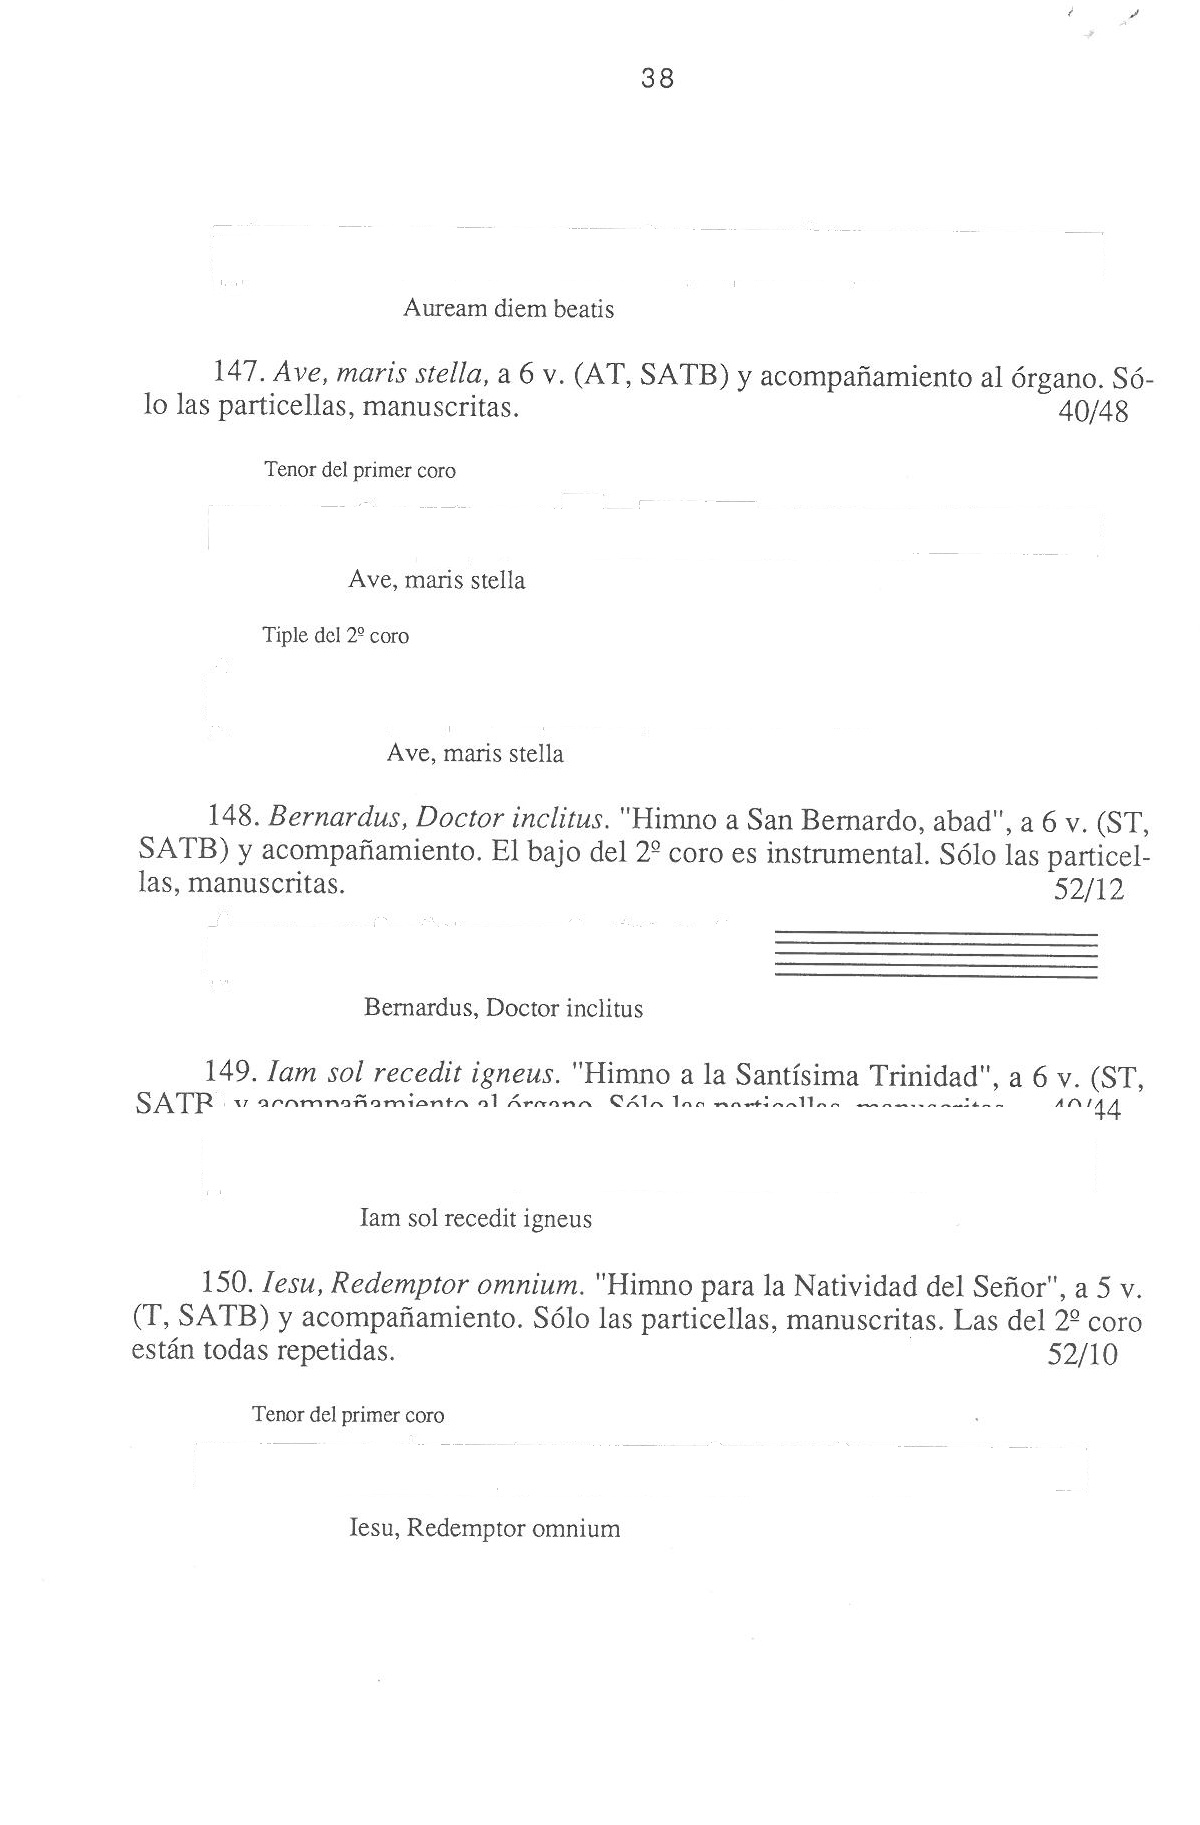 38
Auream diem beatis
147. Ave, maris stella, a 6 v. (AT, SATB) y acompañamiento al órgano. Só-
lo las particellas, manuscritas. 40/48
Tenor del primer coro
Ave, maris stella
Tiple del 2º coro
Ave, maris stella
148. Bernardus, Doctor inclitus. "Himno a San Bernardo, abad", a 6 v. (ST,
SATB) y acompañamiento. El bajo del 2º coro es instrumental. Sólo las particel-
las, manuscritas. 52/12
Bernardus, Doctor inclitus
149. Iam sol recedit igneus. "Himno a la Santísima Trinidad", a 6 v. (ST,
SATB y acompañamiento al órgano. Sólo las particellas, manuscritas 40/44
Iam sol recedit igneus
150. Iesu, Redemptor omnium. "Himno para la Natividad del Señor", a 5 v.
(T, SATB) y acompañamiento. Sólo las particellas, manuscritas. Las del 2º coro
están todas repetidas. 52/10
Tenor del primer coro
Iesu, Redemptor omnium